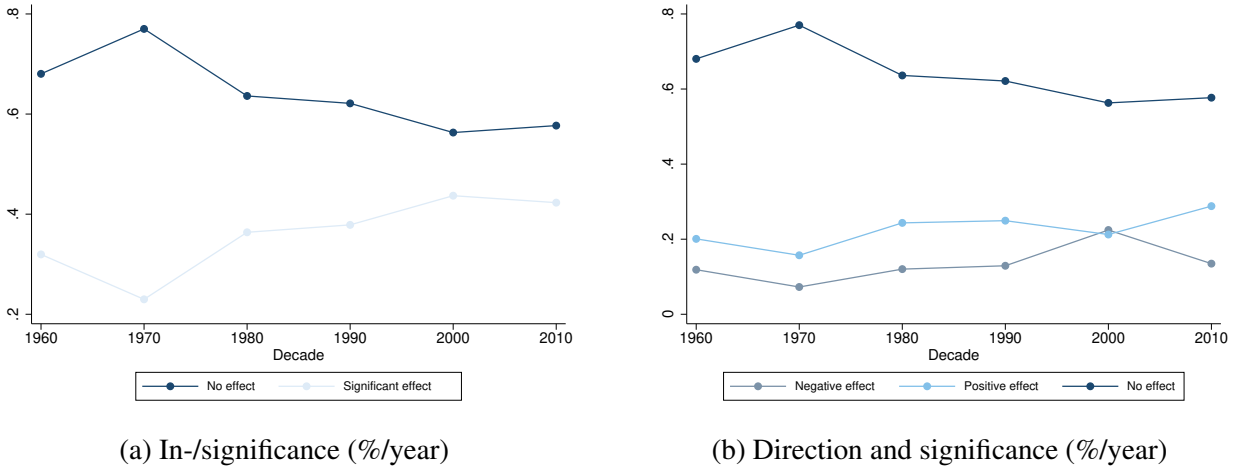 .8
.6
.4
.2
1960 1970 1980 1990 2000 2010
Decade
No effect Significant effect
(a) In-/significance (%/year)
.8
.6
.4
.2
0
1960 1970 1980 1990 2000 2010
Decade
Negative effect Positive effect No effect
(b) Direction and significance (%/year)